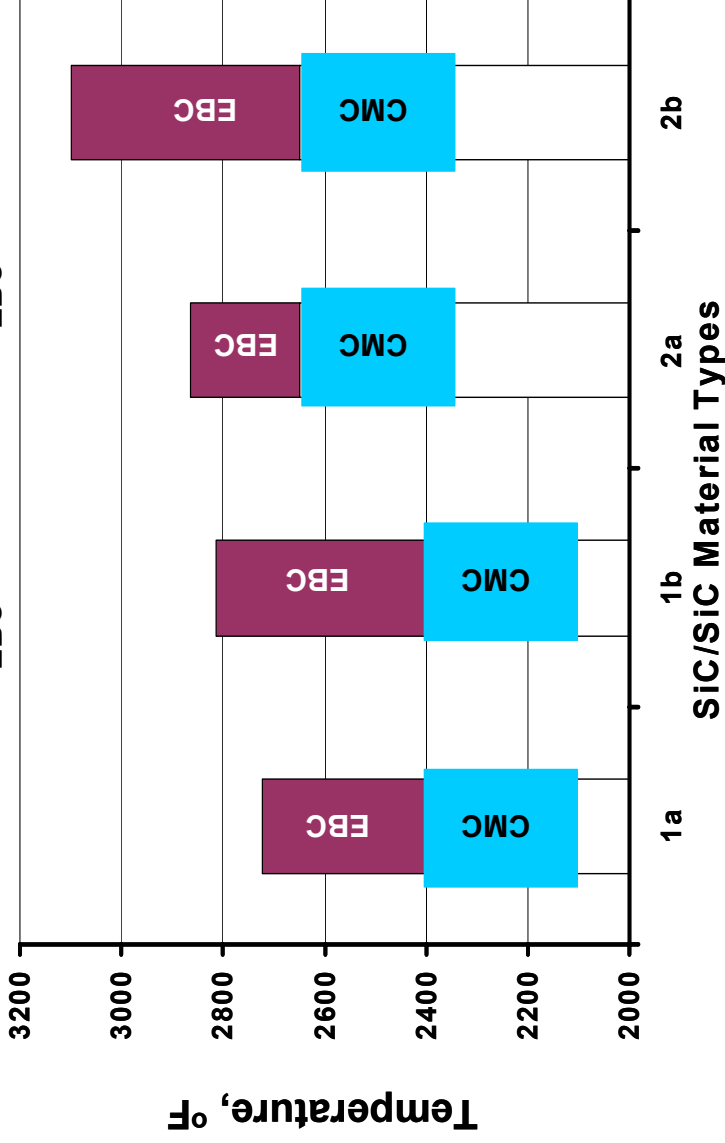 3200
3000
2800
2600
2400
2200
2000
Temperature, ºF
EBC
CMC
EBC
CMC
EBC
CMC
EBC
CMC
1a
1b
2a
2b
SiC/SiC Material Types